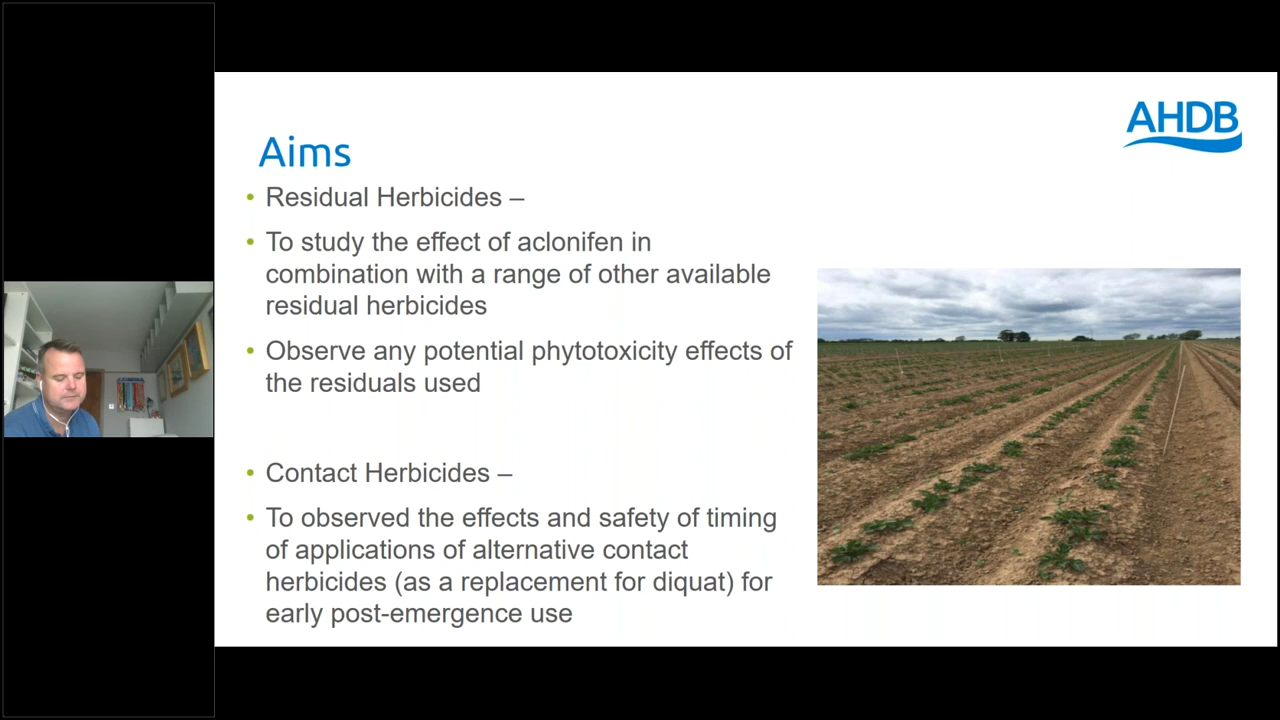 AHDB
Aims
• Residual Herbicides –
• To study the effect of aclonifen in
combination with a range of other available
residual herbicides
• Observe any potential phytotoxicity effects of
the residuals used
• Contact Herbicides –
• To observed the effects and safety of timing
of applications of alternative contact
herbicides (as a replacement for diquat) for
early post-emergence use